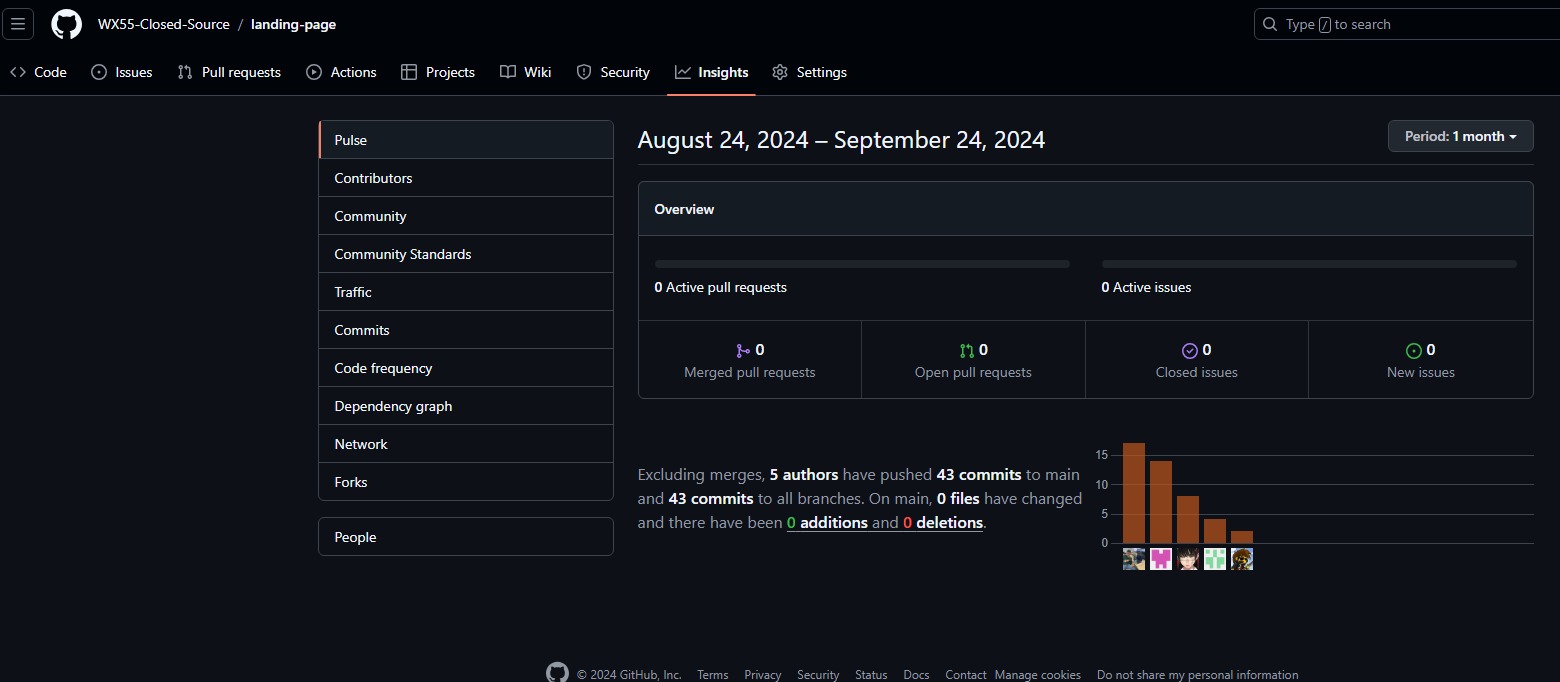 WX55-Closed-Source / landing-page
Type / to search
Code Issues Pull requests Actions Projects Wiki Security Insights Settings
Pulse
Contributors
Community
Community Standards
Traffic
Commits
Code frequency
Dependency graph
Network
Forks
People
August 24, 2024 – September 24, 2024
Period: 1 month
Overview
0 Active pull requests
0 Active issues
0
Merged pull requests
0
Open pull requests
0
Closed issues
0
New issues
Excluding merges, 5 authors have pushed 43 commits to main
and 43 commits to all branches. On main, 0 files have changed
and there have been 0 additions and 0 deletions.
15
10
5
0
© 2024 GitHub, Inc. Terms Privacy Security Status Docs Contact Manage cookies Do not share my personal information